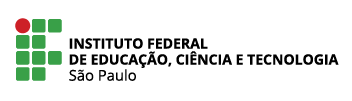 INSTITUTO FEDERAL
DE EDUCAÇÃO, CIÊNCIA E TECNOLOGIA
São Paulo